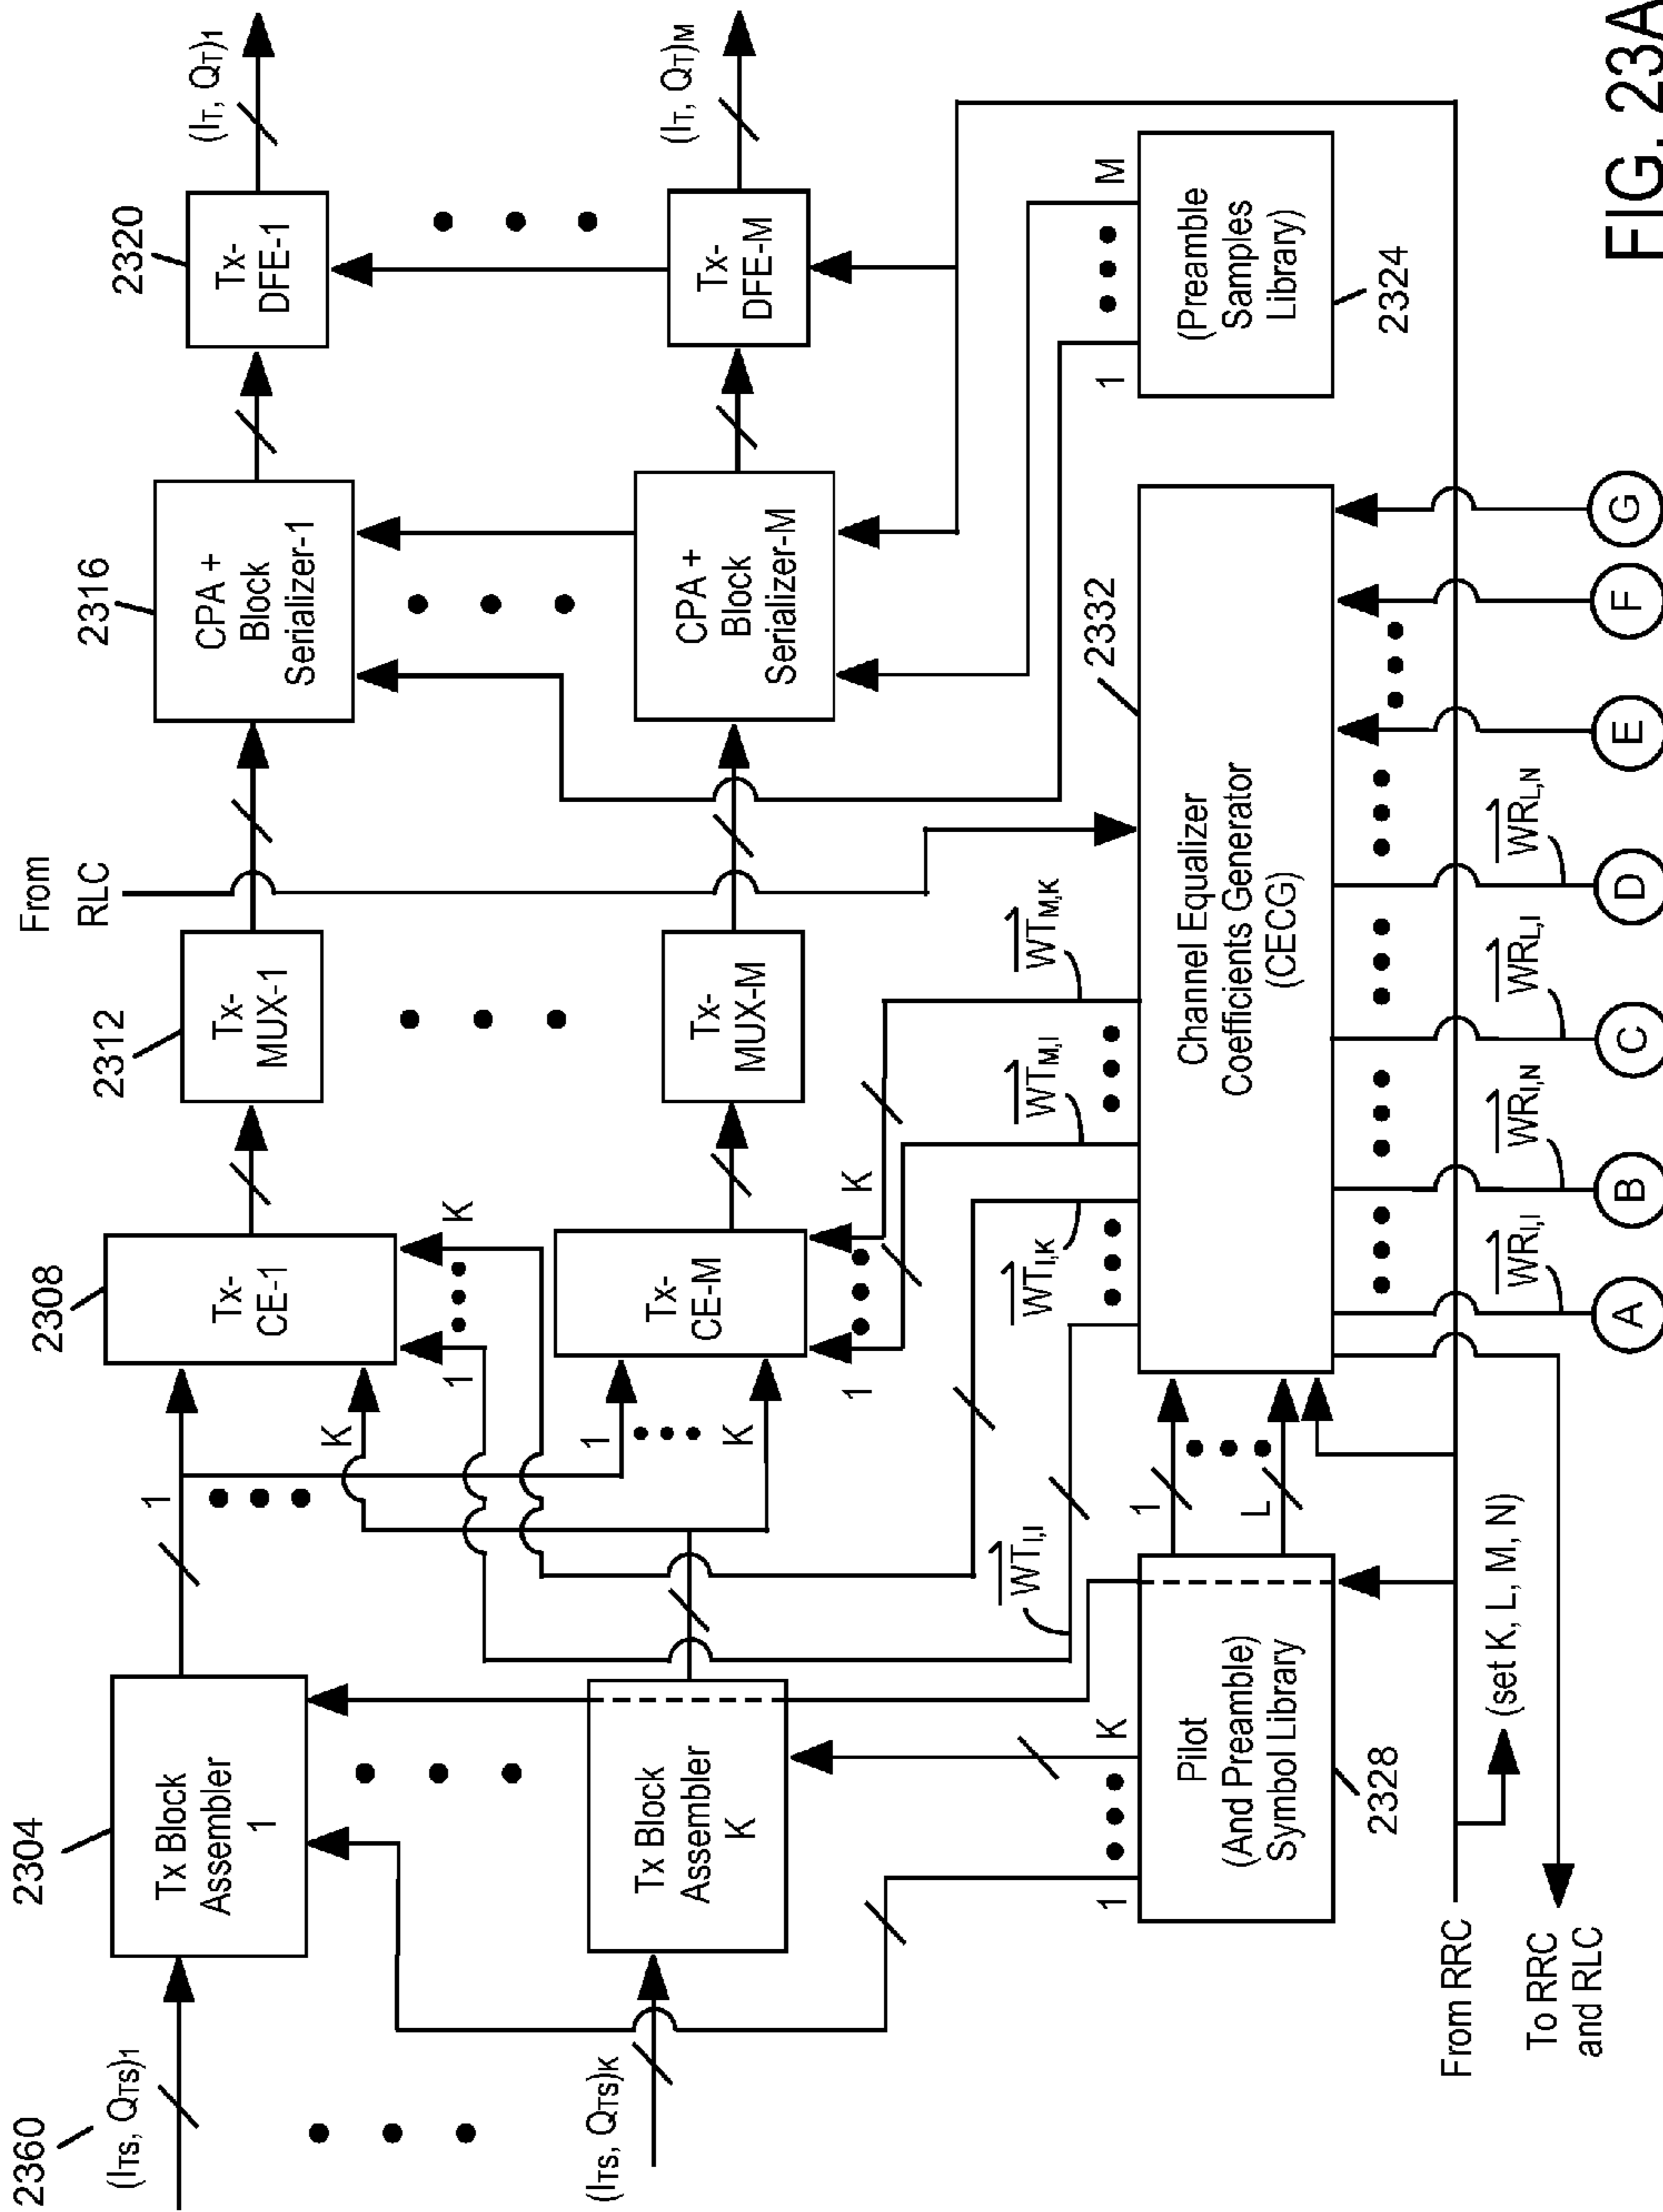 2360
(ITS, QTS)1
(ITS, QTS)K
2304
Tx Block
Assembler
1
Tx Block
Assembler
K
1
K
1
K
2308
Tx-
CE-1
1
K
Tx-
CE-M
1
K
2312
Tx-
MUX-1
Tx-
MUX-M
From
RLC
2316
CPA +
Block
Serializer-1
CPA +
Block
Serializer-M
2320
Tx-
DFE-1
Tx-
DFE-M
(IT, QT)1
(IT, QT)M
WTI,I
WTI,K
WTM,I
WTM,K
1
K
Pilot
(And Preamble)
Symbol Library
2328
1
L
2332
Channel Equalizer
Coefficients Generator
(CECG)
1
M
(Preamble
Samples
Library)
2324
From RRC
(set K, L, M, N)
To RRC
and RLC
WRI,I
WRI,N
WRL,I
WRL,N
A
B
C
D
E
F
G
FIG. 23A